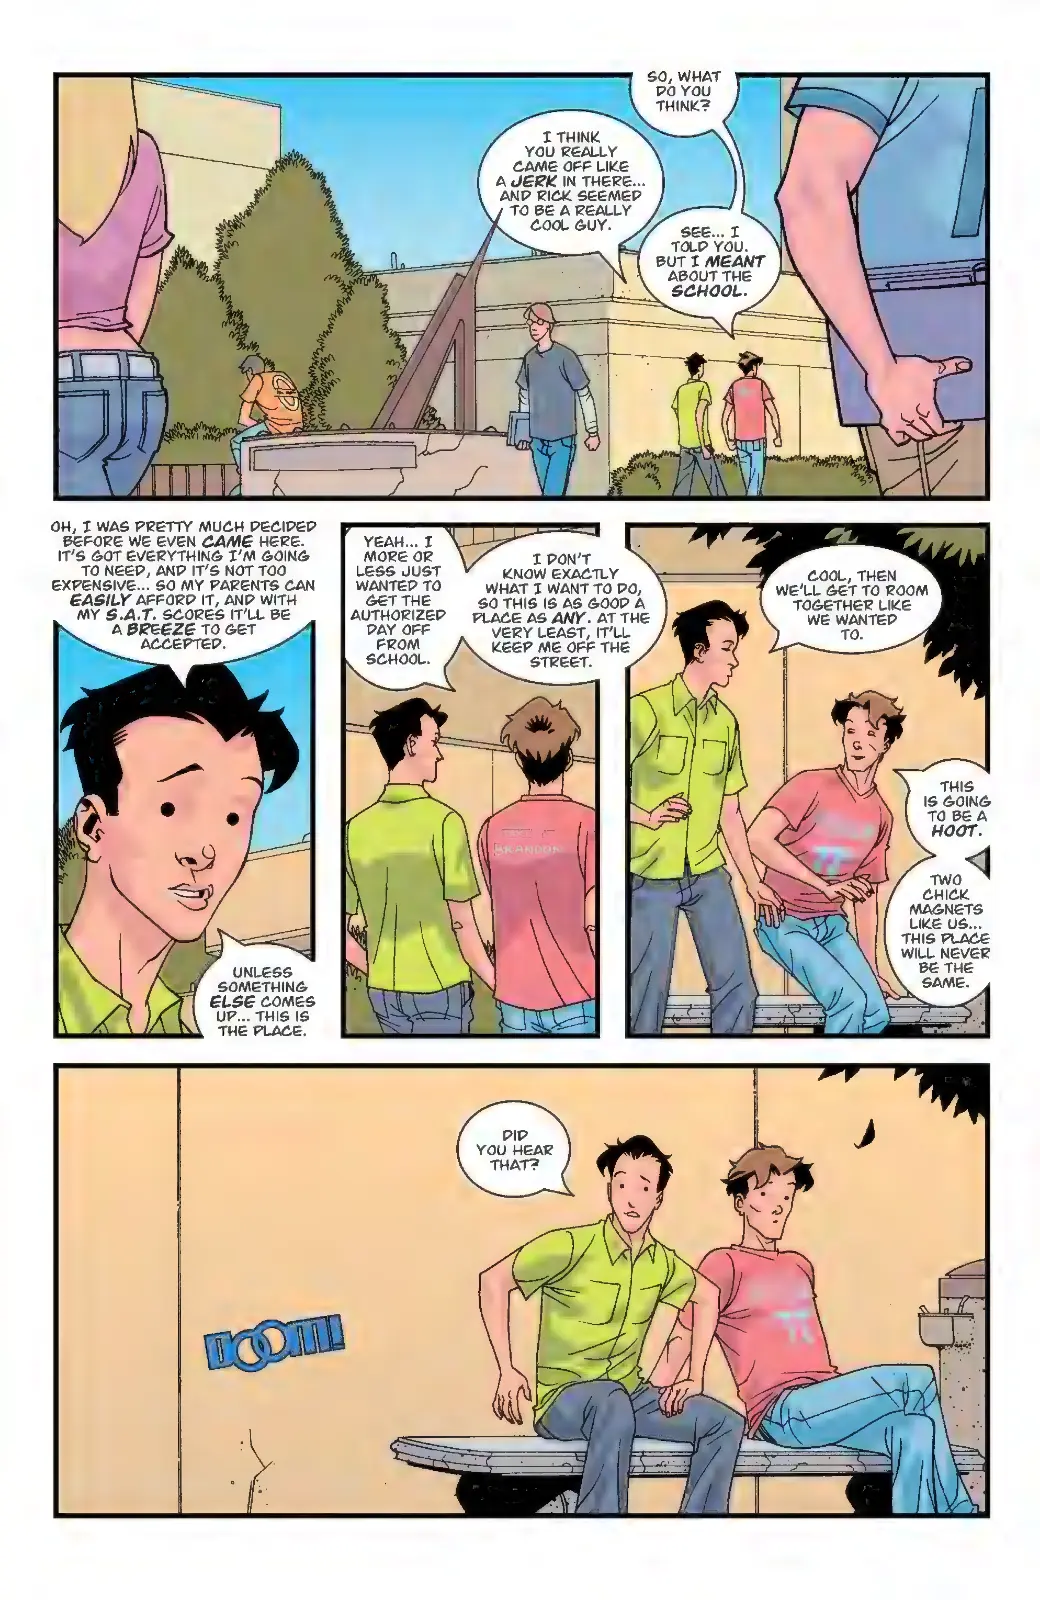 SO, WHAT
DO YOU
THINK?
I THINK
YOU REALLY
CAME OFF LIKE
A JERK IN THERE...
AND RICK SEEMED
TO BE A REALLY
COOL GUY.
SEE... I
TOLD YOU.
BUT I MEANT
ABOUT THE
SCHOOL.
OH, I WAS PRETTY MUCH DECIDED
BEFORE WE EVEN CAME HERE.
IT'S GOT EVERYTHING I'M GOING
TO NEED, AND IT'S NOT TOO
EXPENSIVE... SO MY PARENTS CAN
EASILY AFFORD IT, AND WITH
MY S.A.T. SCORES IT'LL BE
A BREEZE TO GET
ACCEPTED.
UNLESS
SOMETHING
ELSE COMES
UP... THIS IS
THE PLACE.
YEAH... I
MORE OR
LESS JUST
WANTED TO
GET THE
AUTHORIZED
DAY OFF
FROM
SCHOOL.
I DON'T
KNOW EXACTLY
WHAT I WANT TO DO,
SO THIS IS AS GOOD A
PLACE AS ANY. AT THE
VERY LEAST, IT'LL
KEEP ME OFF THE
STREET.
BRANDON
COOL, THEN
WE'LL GET TO ROOM
TOGETHER LIKE
WE WANTED
TO.
THIS
IS GOING
TO BE A
HOOT.
TWO
CHICK
MAGNETS
LIKE US...
THIS PLACE
WILL NEVER
BE THE
SAME.
DID
YOU HEAR
THAT?